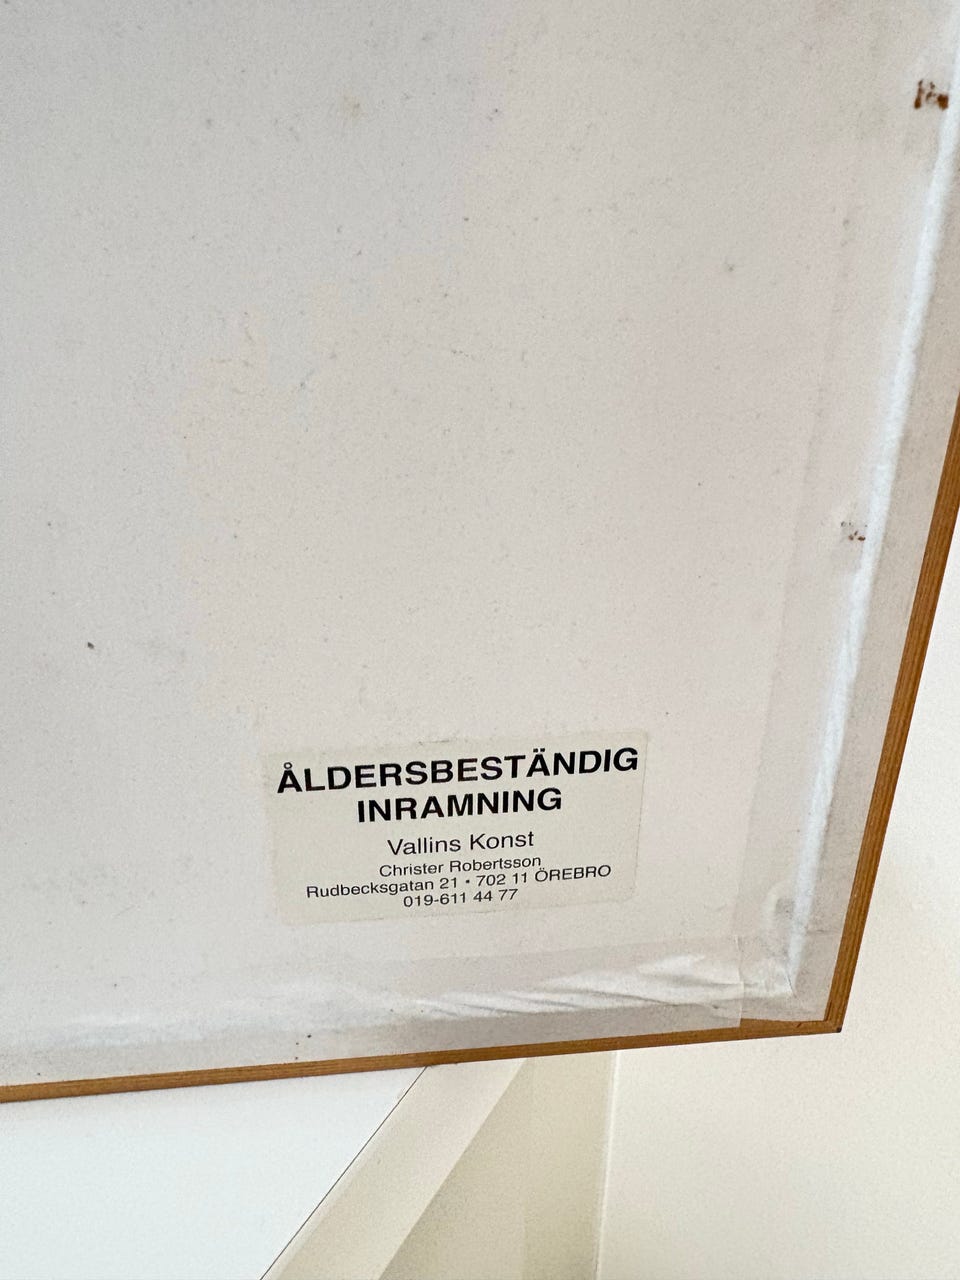 ÅLDERSBESTÄNDIG
INRAMNING
Vallins Konst
Christer Robertsson
Rudbecksgatan 21 • 702 11 ÖREBRO
019-611 44 77